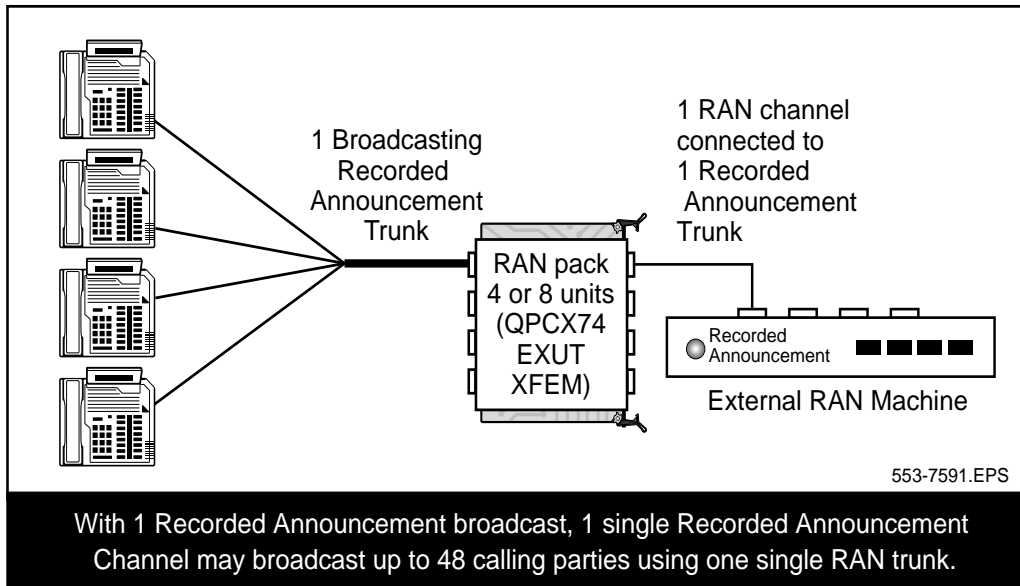 1 Broadcasting
Recorded
Announcement
Trunk
1 RAN channel
connected to
1 Recorded
Announcement
Trunk
RAN pack
4 or 8 units
(QPCX74
EXUT
XFEM)
Recorded
Announcement
External RAN Machine
553-7591.EPS
With 1 Recorded Announcement broadcast, 1 single Recorded Announcement
Channel may broadcast up to 48 calling parties using one single RAN trunk.